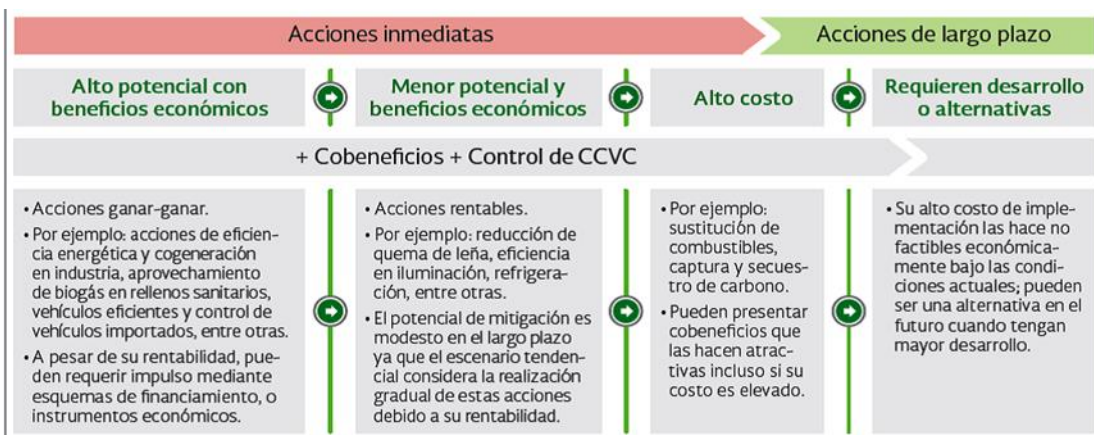 Acciones inmediatas
Acciones de largo plazo
Alto potencial con
beneficios económicos
Menor potencial y
beneficios económicos
Alto costo
Requieren desarrollo
o alternativas
+ Cobeneficios + Control de CCVC
• Acciones ganar-ganar.
• Por ejemplo: acciones de eficien-
cia energética y cogeneración
en industria, aprovechamiento
de biogás en rellenos sanitarios,
vehículos eficientes y control de
vehículos importados, entre otras.
• A pesar de su rentabilidad, pue-
den requerir impulso mediante
esquemas de financiamiento, o
instrumentos económicos.
• Acciones rentables.
• Por ejemplo: reducción de
quema de leña, eficiencia
en iluminación, refrigera-
ción, entre otras.
• El potencial de mitigación es
modesto en el largo plazo
ya que el escenario tenden-
cial considera la realización
gradual de estas acciones
debido a su rentabilidad.
• Por ejemplo:
sustitución de
combustibles,
captura y secues-
tro de carbono.
• Pueden presentar
cobeneficios que
las hacen atrac-
tivas incluso si su
costo es elevado.
• Su alto costo de imple-
mentación las hace no
factibles económica-
mente bajo las condi-
ciones actuales; pueden
ser una alternativa en el
futuro cuando tengan
mayor desarrollo.